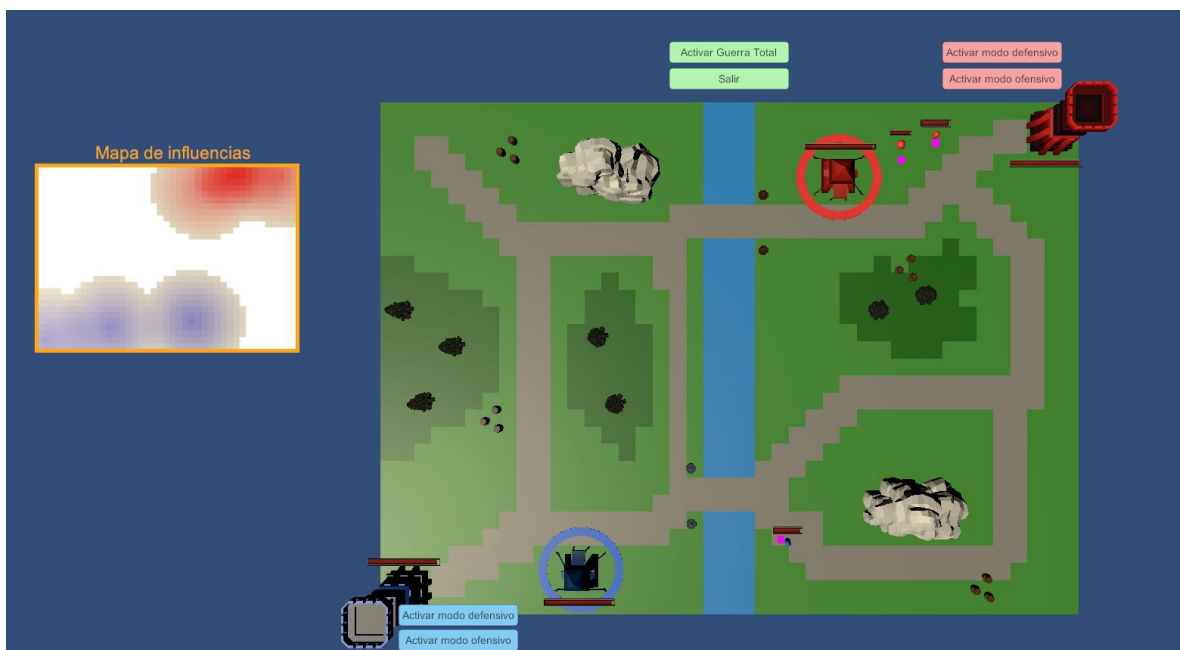 Activar Guerra Total
Salir
Activar modo defensivo
Activar modo ofensivo
Mapa de influencias
Activar modo defensivo
Activar modo ofensivo